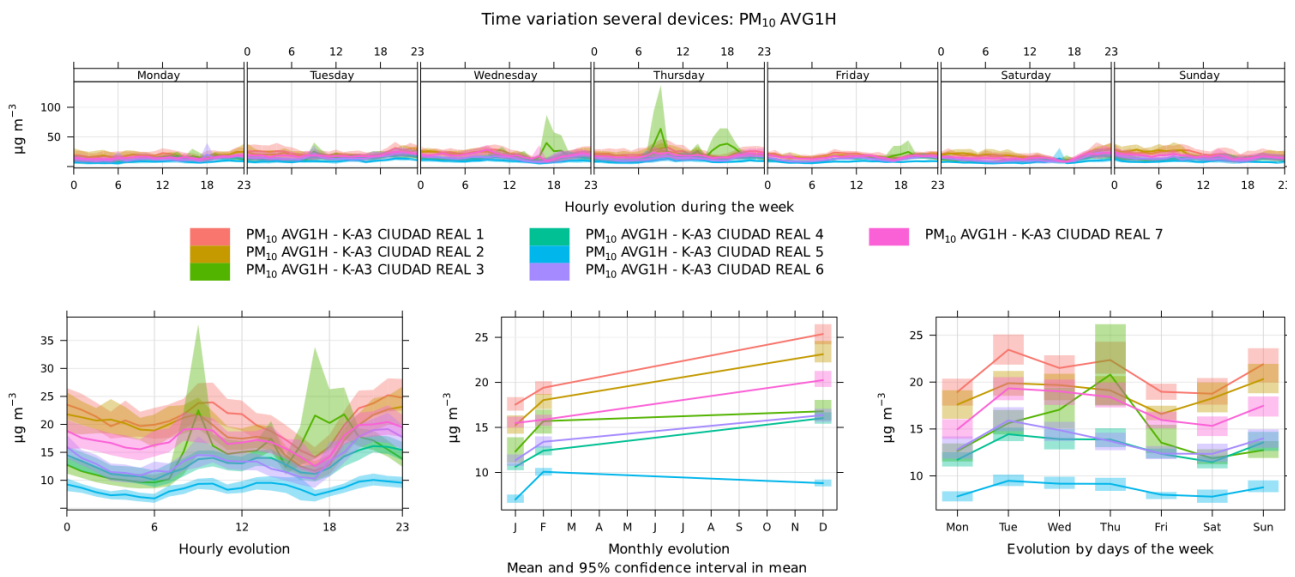 Time variation several devices: PM₁₀ AVG1H
0 6 12 18 23 0 6 12 18 23
0 6 12 18 23 0 6 12 18 23
Monday Tuesday Wednesday Thursday Friday Saturday Sunday
µg m⁻³
100
50
0 6 12 18 23 0 6 12 18 23 0 6 12 18 23 0 6 12 18 23
Hourly evolution during the week
PM₁₀ AVG1H - K-A3 CIUDAD REAL 1
PM₁₀ AVG1H - K-A3 CIUDAD REAL 2
PM₁₀ AVG1H - K-A3 CIUDAD REAL 3
PM₁₀ AVG1H - K-A3 CIUDAD REAL 4
PM₁₀ AVG1H - K-A3 CIUDAD REAL 5
PM₁₀ AVG1H - K-A3 CIUDAD REAL 6
PM₁₀ AVG1H - K-A3 CIUDAD REAL 7
µg m⁻³
35
30
25
20
15
10
0 6 12 18 23
Hourly evolution
µg m⁻³
25
20
15
10
J F M A M J J A S O N D
Monthly evolution
Mean and 95% confidence interval in mean
µg m⁻³
25
20
15
10
Mon Tue Wed Thu Fri Sat Sun
Evolution by days of the week